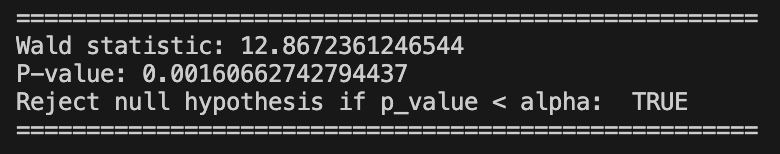 ==========================================================
Wald statistic: 12.8672361246544
P-value: 0.00160662742794437
Reject null hypothesis if p_value < alpha:  TRUE
==========================================================